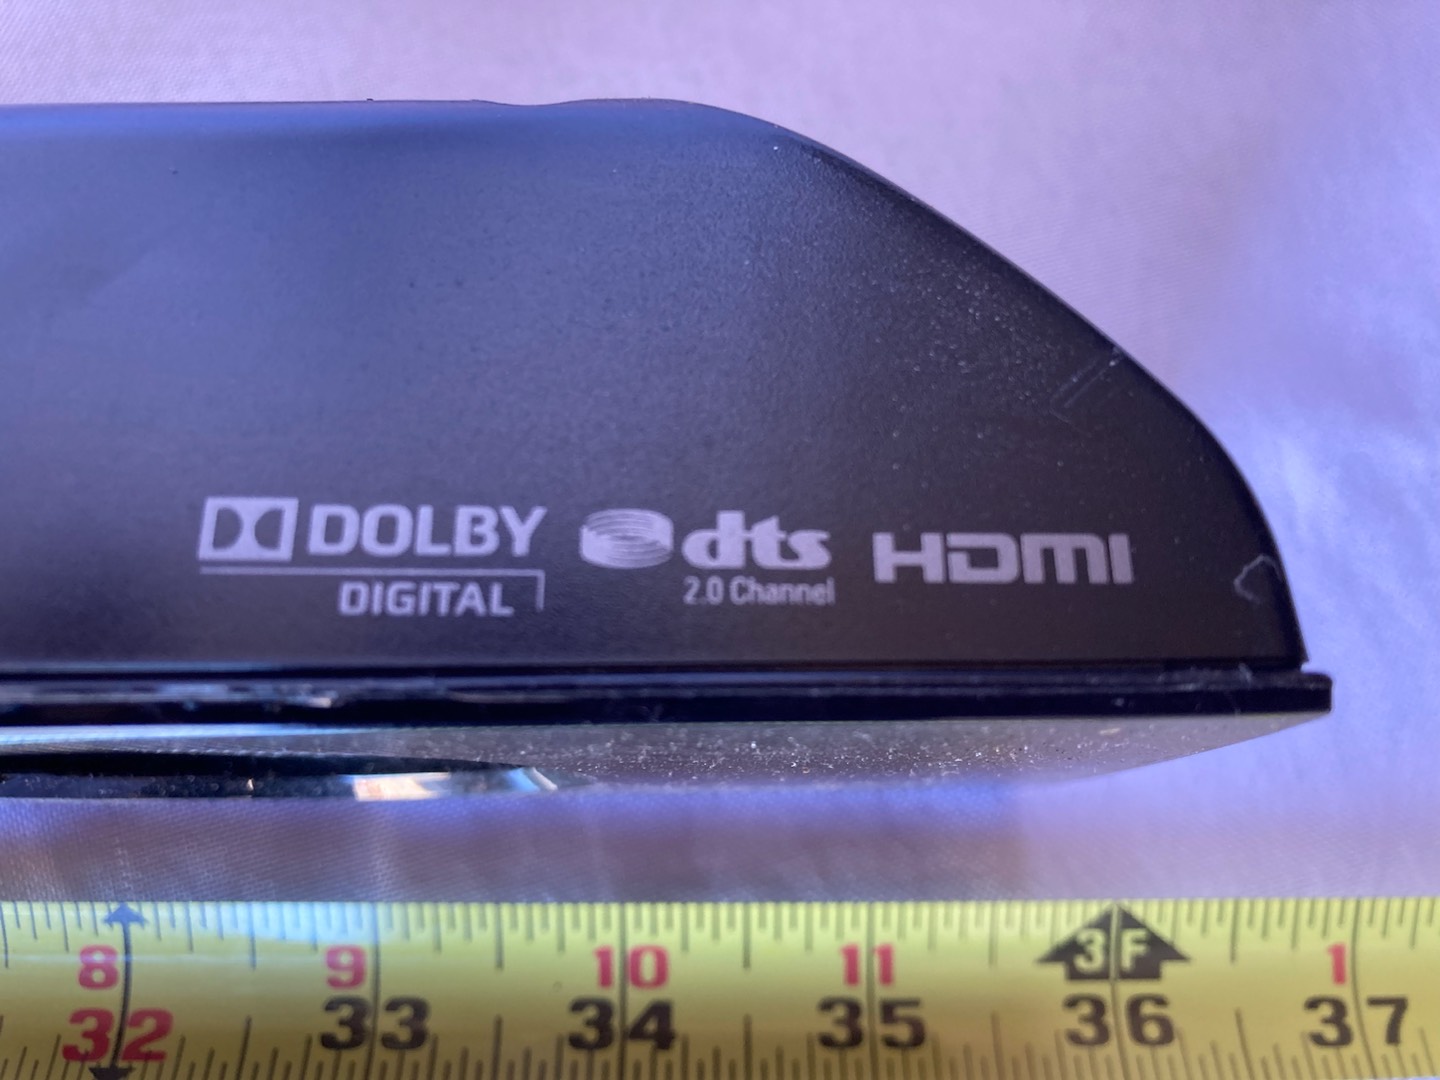 DOLBY
DIGITAL
dts
2.0 Channel
HDMI
8 9 10 11 3F 1
32 33 34 35 36 37